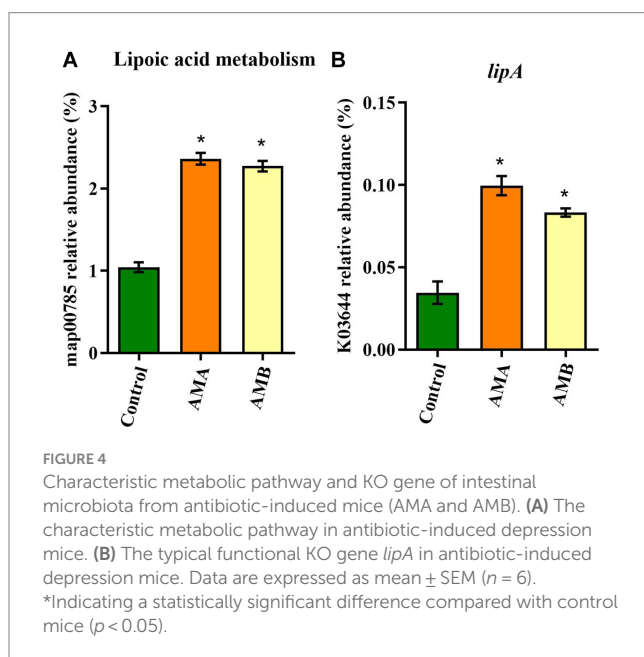 A Lipoic acid metabolism
map00785 relative abundance (%)
3
2
1
0
*
*
Control
AMA
AMB
B lipA
K03644 relative abundance (%)
0.15
0.10
0.05
0.00
*
*
Control
AMA
AMB
FIGURE 4
Characteristic metabolic pathway and KO gene of intestinal
microbiota from antibiotic-induced mice (AMA and AMB). (A) The
characteristic metabolic pathway in antibiotic-induced depression
mice. (B) The typical functional KO gene lipA in antibiotic-induced
depression mice. Data are expressed as mean ± SEM (n = 6).
*Indicating a statistically significant difference compared with control
mice (p < 0.05).